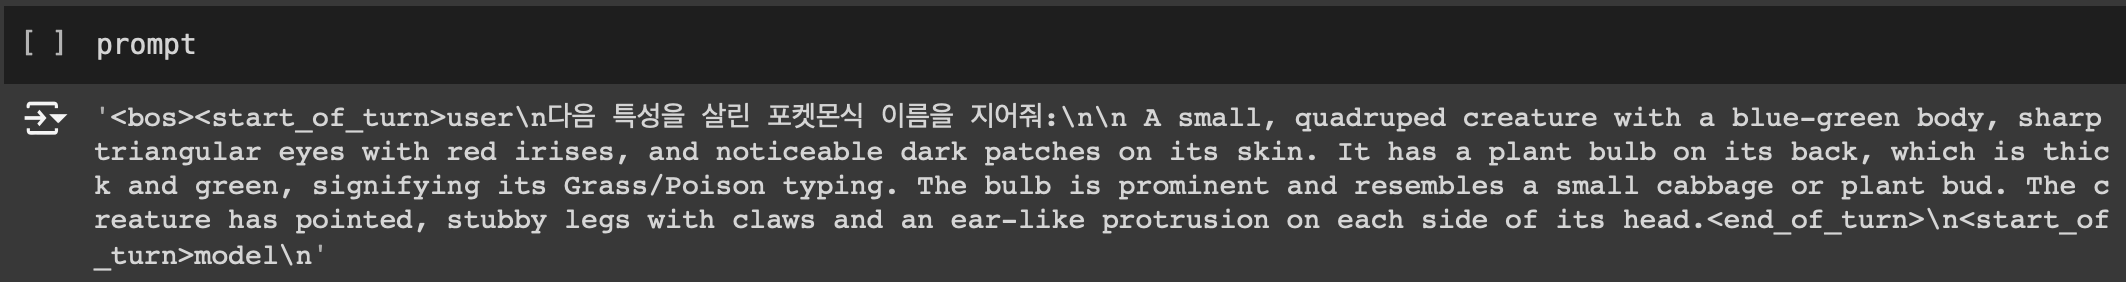 [ ] prompt
'<bos><start_of_turn>user\n다음 특성을 살린 포켓몬식 이름을 지어줘:\n\n A small, quadruped creature with a blue-green body, sharp
triangular eyes with red irises, and noticeable dark patches on its skin. It has a plant bulb on its back, which is thic
k and green, signifying its Grass/Poison typing. The bulb is prominent and resembles a small cabbage or plant bud. The c
reature has pointed, stubby legs with claws and an ear-like protrusion on each side of its head.<end_of_turn>\n<start_of
_turn>model\n'